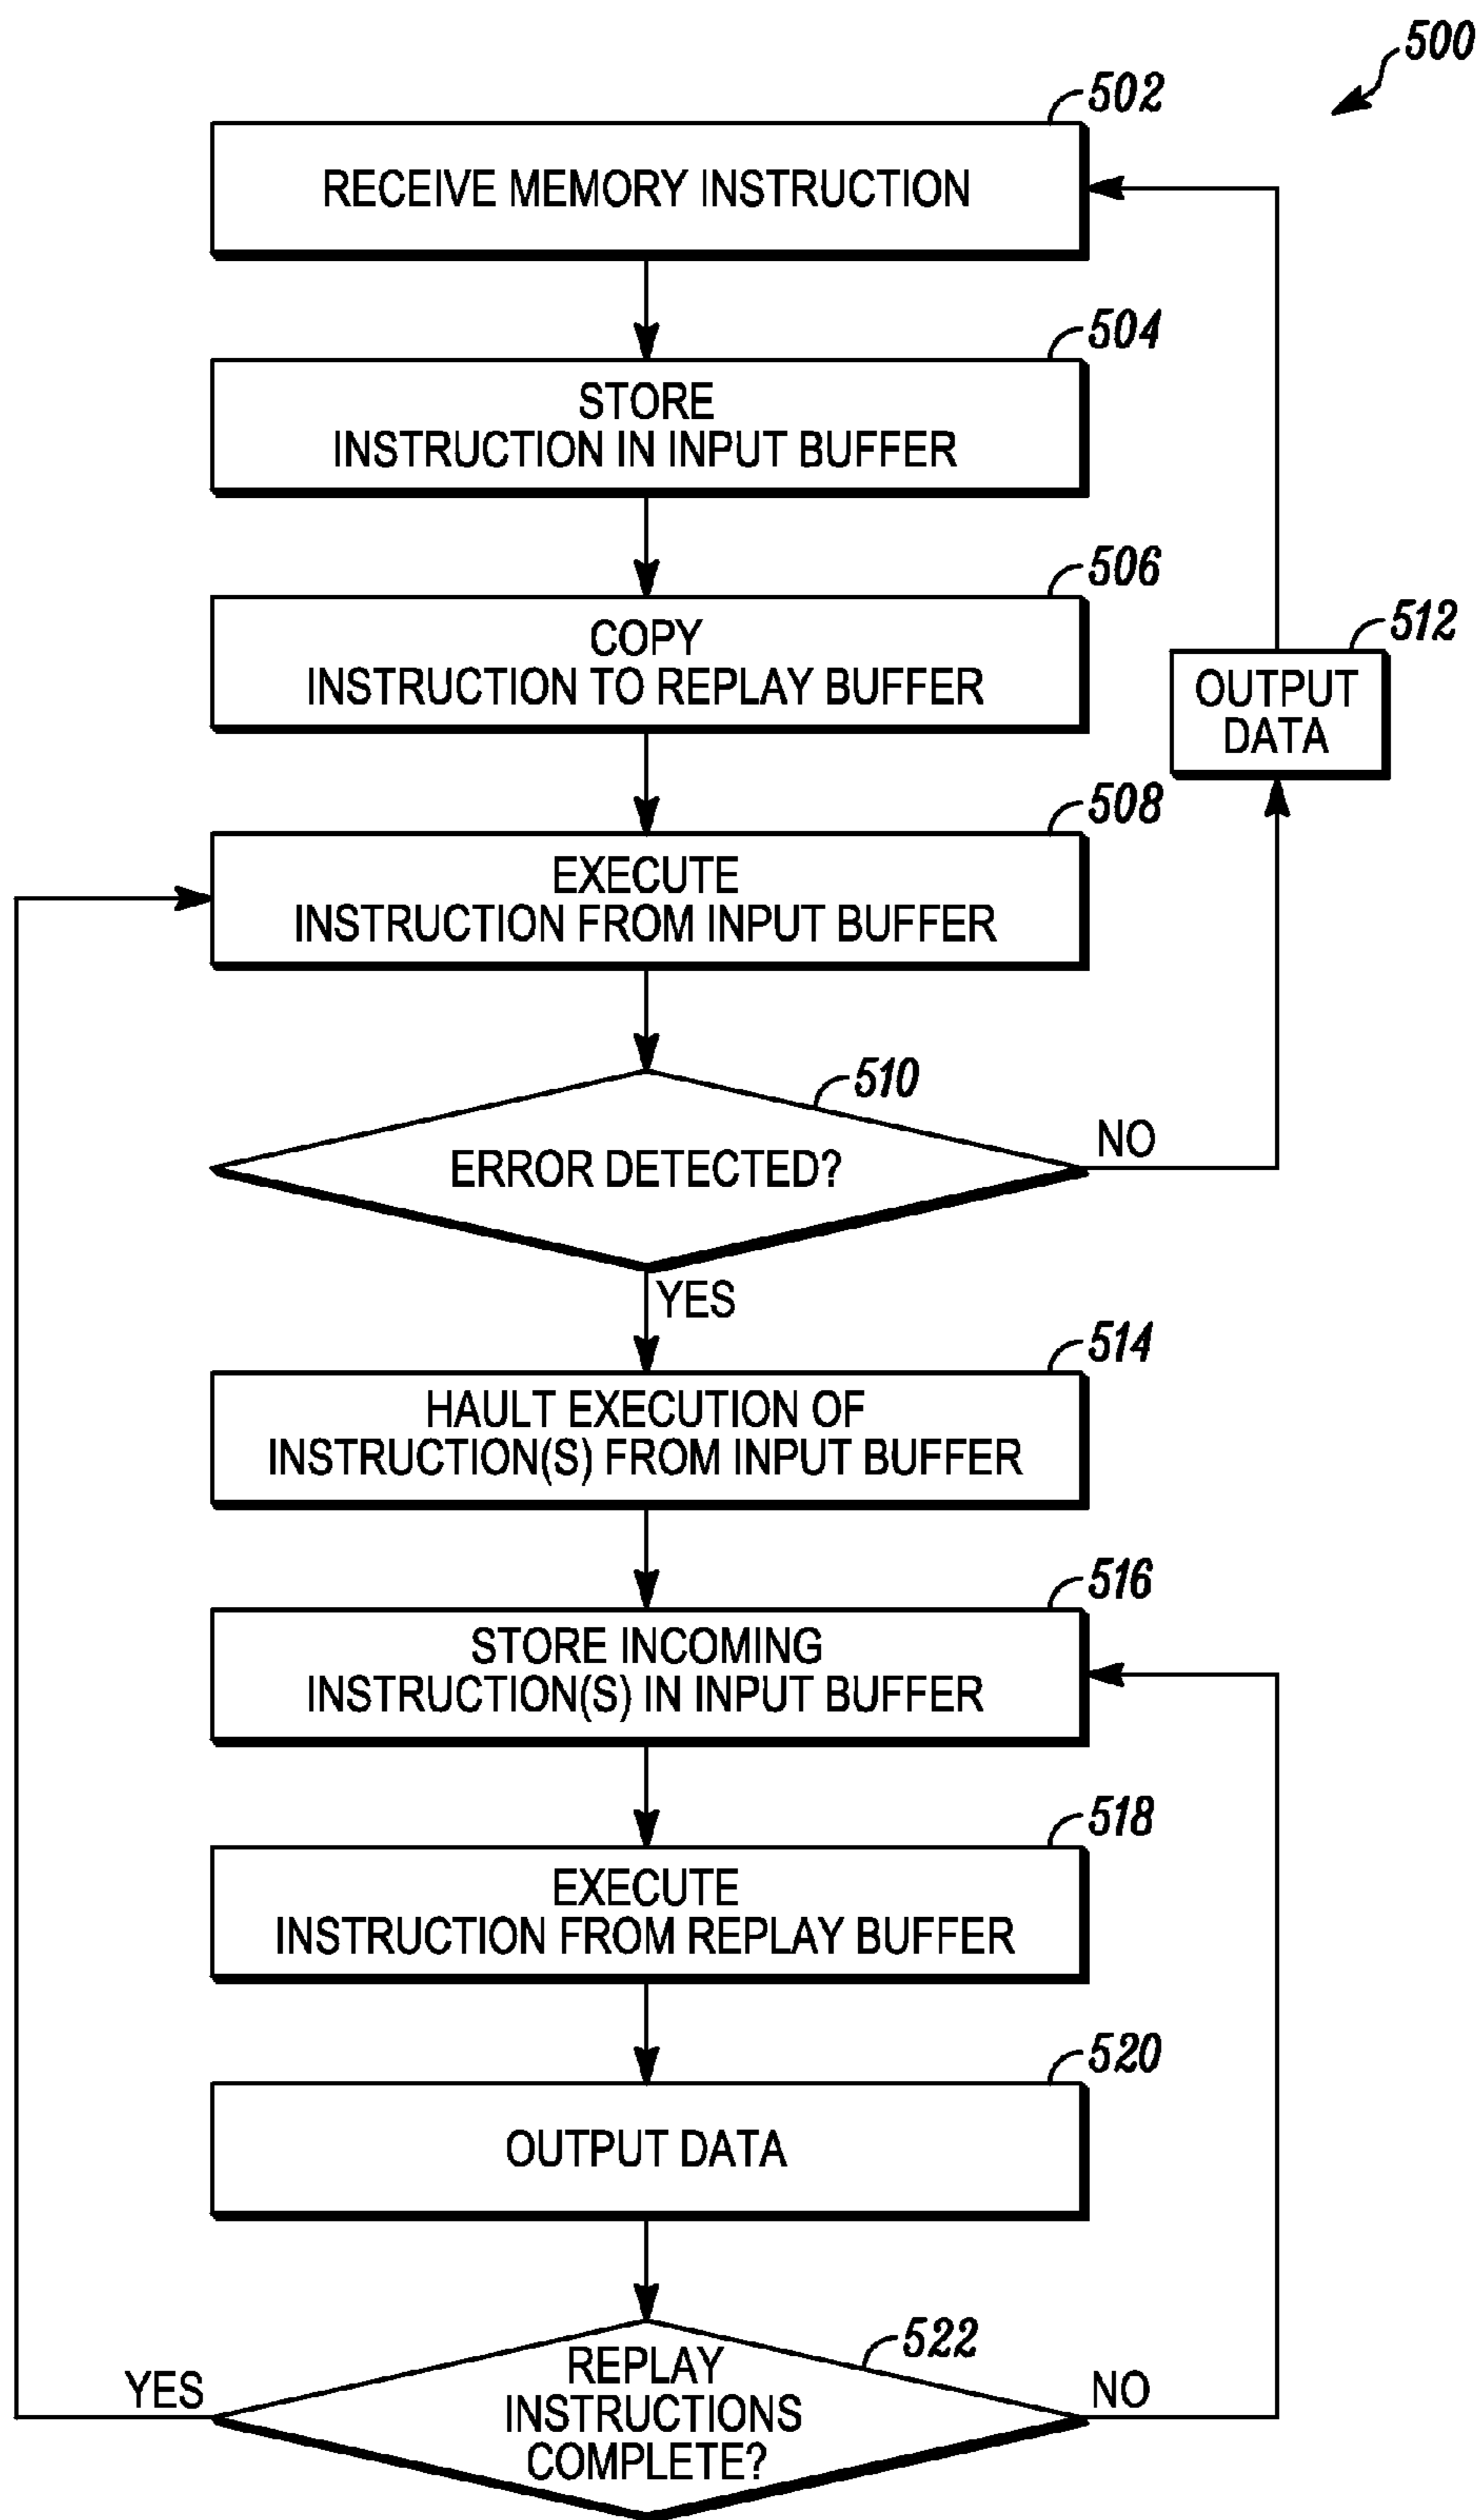 500
502
RECEIVE MEMORY INSTRUCTION
504
STORE
INSTRUCTION IN INPUT BUFFER
506
COPY
INSTRUCTION TO REPLAY BUFFER
512
OUTPUT
DATA
508
EXECUTE
INSTRUCTION FROM INPUT BUFFER
510
ERROR DETECTED?
NO
YES
514
HAULT EXECUTION OF
INSTRUCTION(S) FROM INPUT BUFFER
516
STORE INCOMING
INSTRUCTION(S) IN INPUT BUFFER
518
EXECUTE
INSTRUCTION FROM REPLAY BUFFER
520
OUTPUT DATA
522
REPLAY
INSTRUCTIONS
COMPLETE?
YES
NO